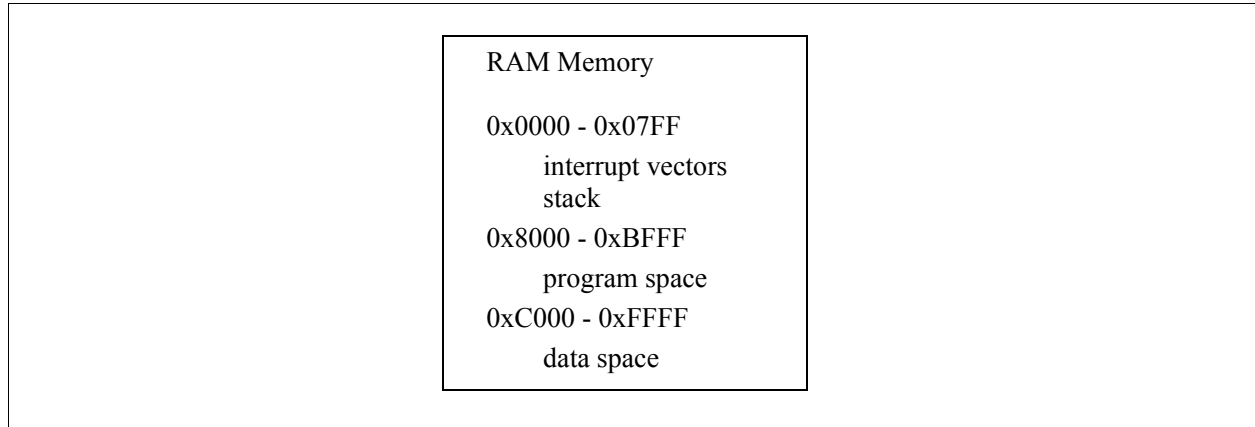 RAM Memory
0x0000 - 0x07FF
interrupt vectors
stack
0x8000 - 0xBFFF
program space
0xC000 - 0xFFFF
data space